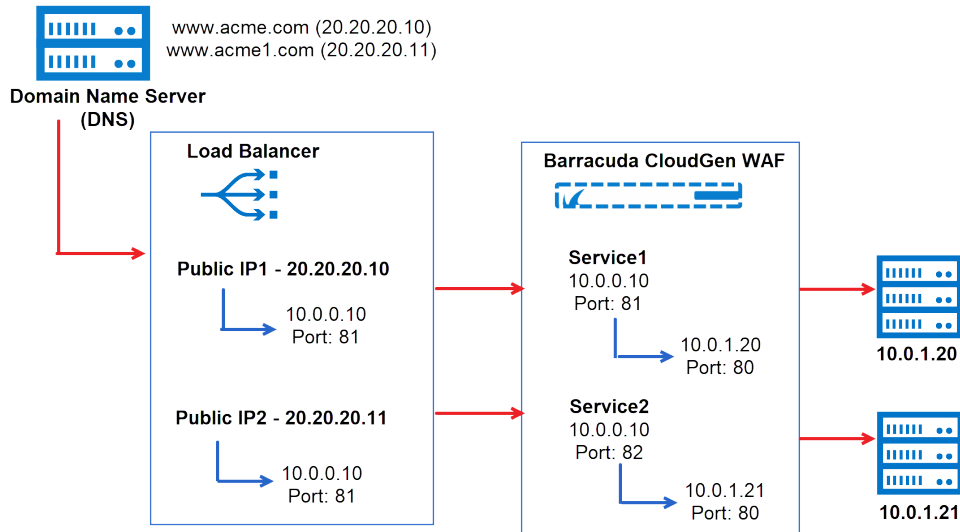 www.acme.com (20.20.20.10)
www.acme1.com (20.20.20.11)
Domain Name Server
(DNS)
Load Balancer
Public IP1 - 20.20.20.10
10.0.0.10
Port: 81
Public IP2 - 20.20.20.11
10.0.0.10
Port: 81
Barracuda CloudGen WAF
Service1
10.0.0.10
Port: 81
10.0.1.20
Port: 80
Service2
10.0.0.10
Port: 82
10.0.1.21
Port: 80
10.0.1.20
10.0.1.21